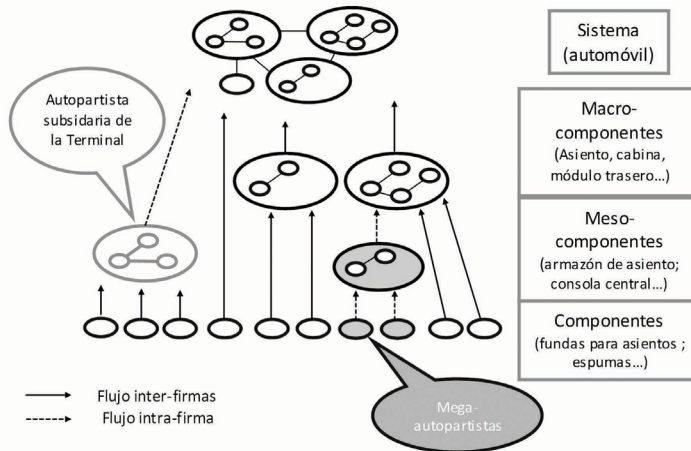 Sistema
(automóvil)
Autopartista
subsidaria de
la Terminal
Macro-
componentes
(Asiento, cabina,
módulo trasero...)
Meso-
componentes
(armazón de asiento;
consola central...)
Componentes
(fundas para asientos ;
espumas...)
Flujo inter-firmas
Flujo intra-firma
Mega-
autopartistas